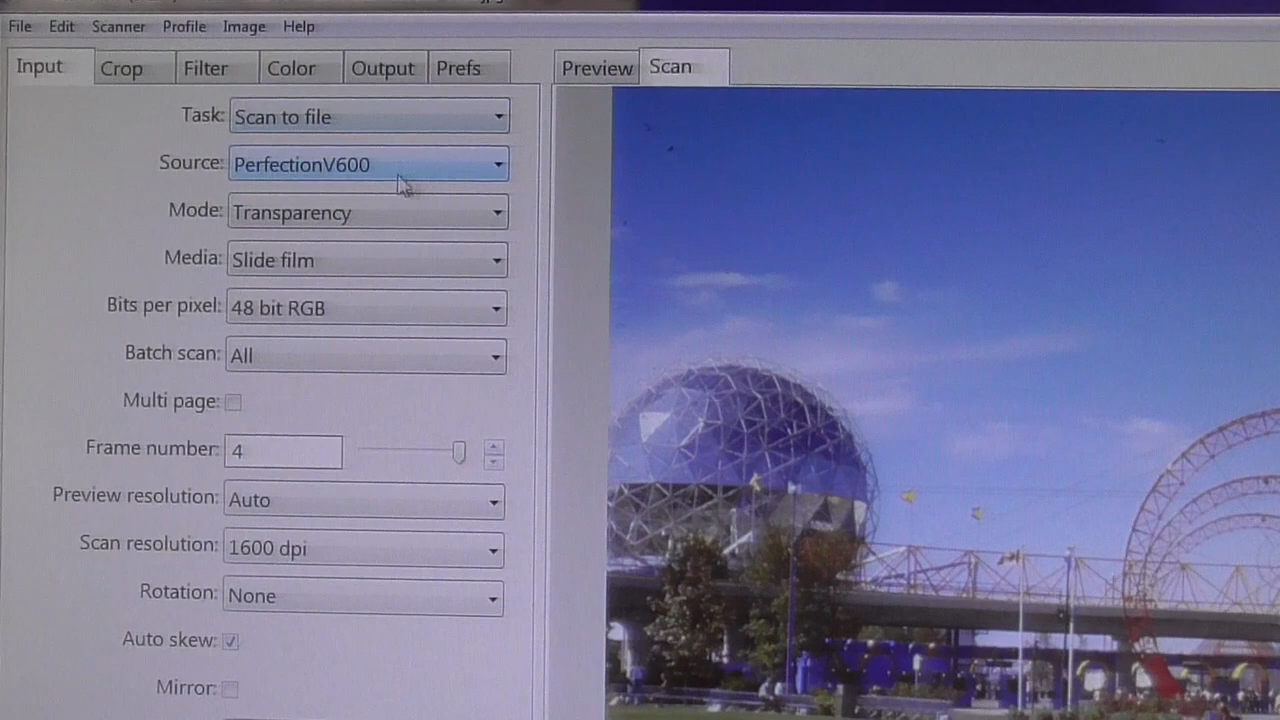 File Edit Scanner Profile Image Help
Input Crop Filter Color Output Prefs Preview Scan
Task: Scan to file
Source: PerfectionV600
Mode: Transparency
Media: Slide film
Bits per pixel: 48 bit RGB
Batch scan: All
Multi page:
Frame number: 4
Preview resolution: Auto
Scan resolution: 1600 dpi
Rotation: None
Auto skew:
Mirror: